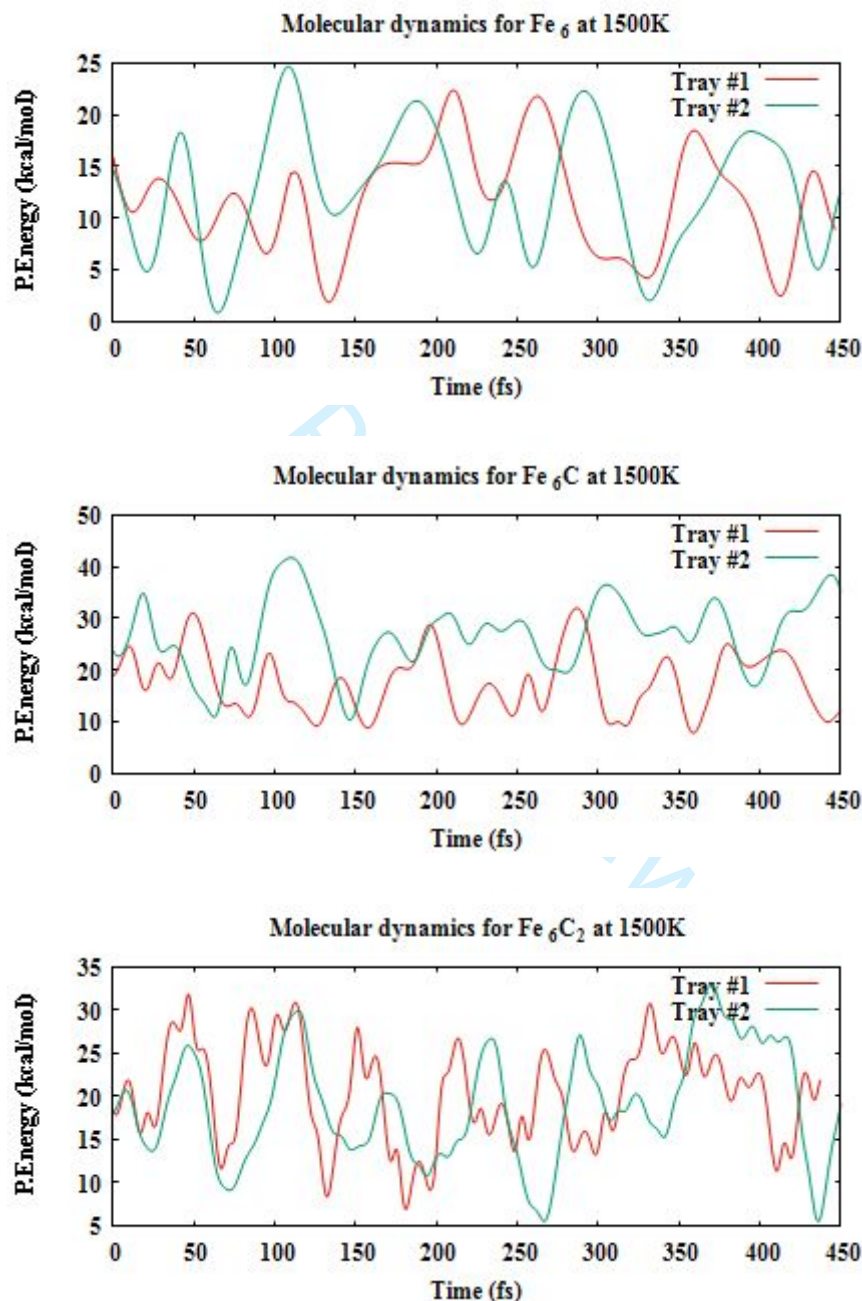 Molecular dynamics for Fe 6 at 1500K
P.Energy (kcal/mol)
25
20
15
10
5
0
Tray #1
Tray #2
0 50 100 150 200 250 300 350 400 450
Time (fs)
Molecular dynamics for Fe 6C at 1500K
P.Energy (kcal/mol)
50
40
30
20
10
0
Tray #1
Tray #2
0 50 100 150 200 250 300 350 400 450
Time (fs)
Molecular dynamics for Fe 6C2 at 1500K
P.Energy (kcal/mol)
35
30
25
20
15
10
5
Tray #1
Tray #2
0 50 100 150 200 250 300 350 400 450
Time (fs)